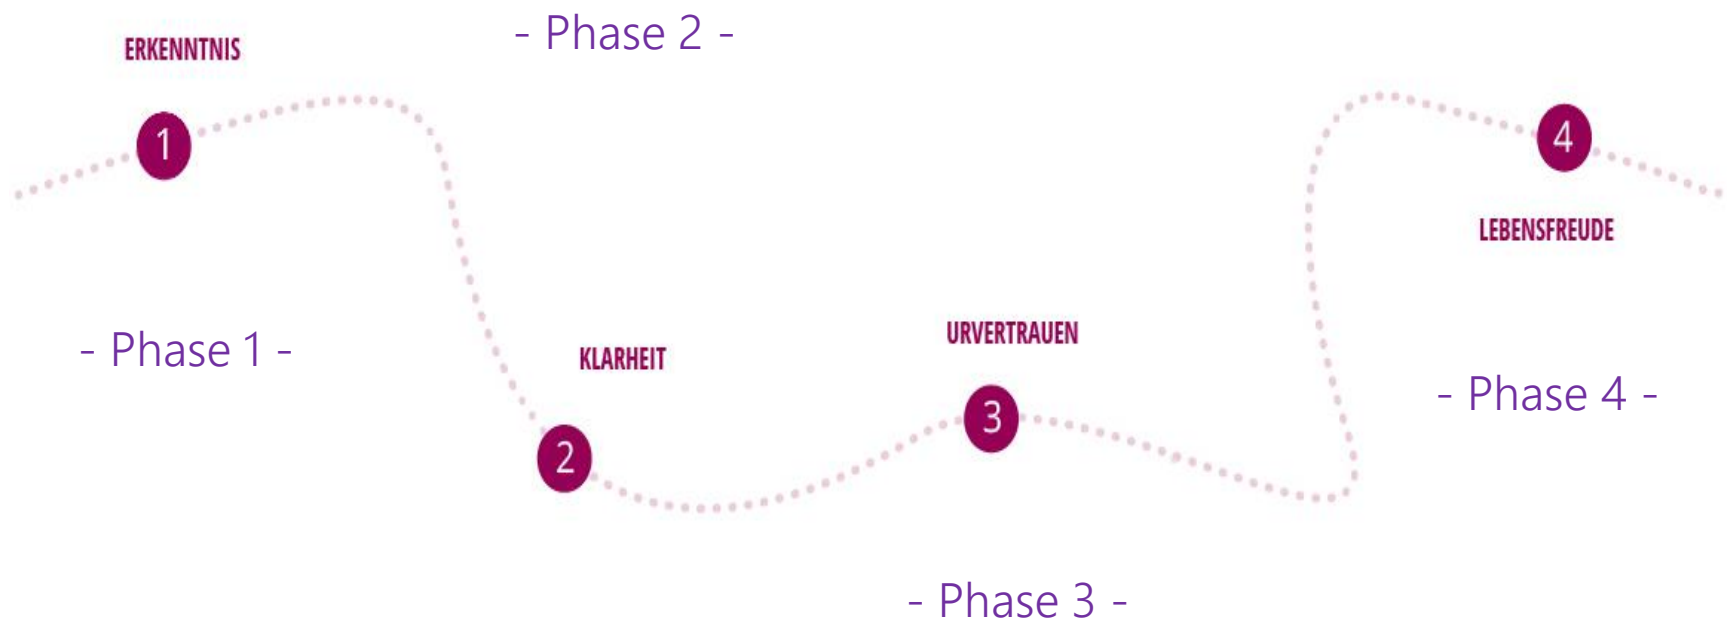 - Phase 2 -
ERKENNTNIS
1
4
LEBENSFREUDE
- Phase 1 -
KLARHEIT
URVERTRAUEN
- Phase 4 -
3
2
- Phase 3 -